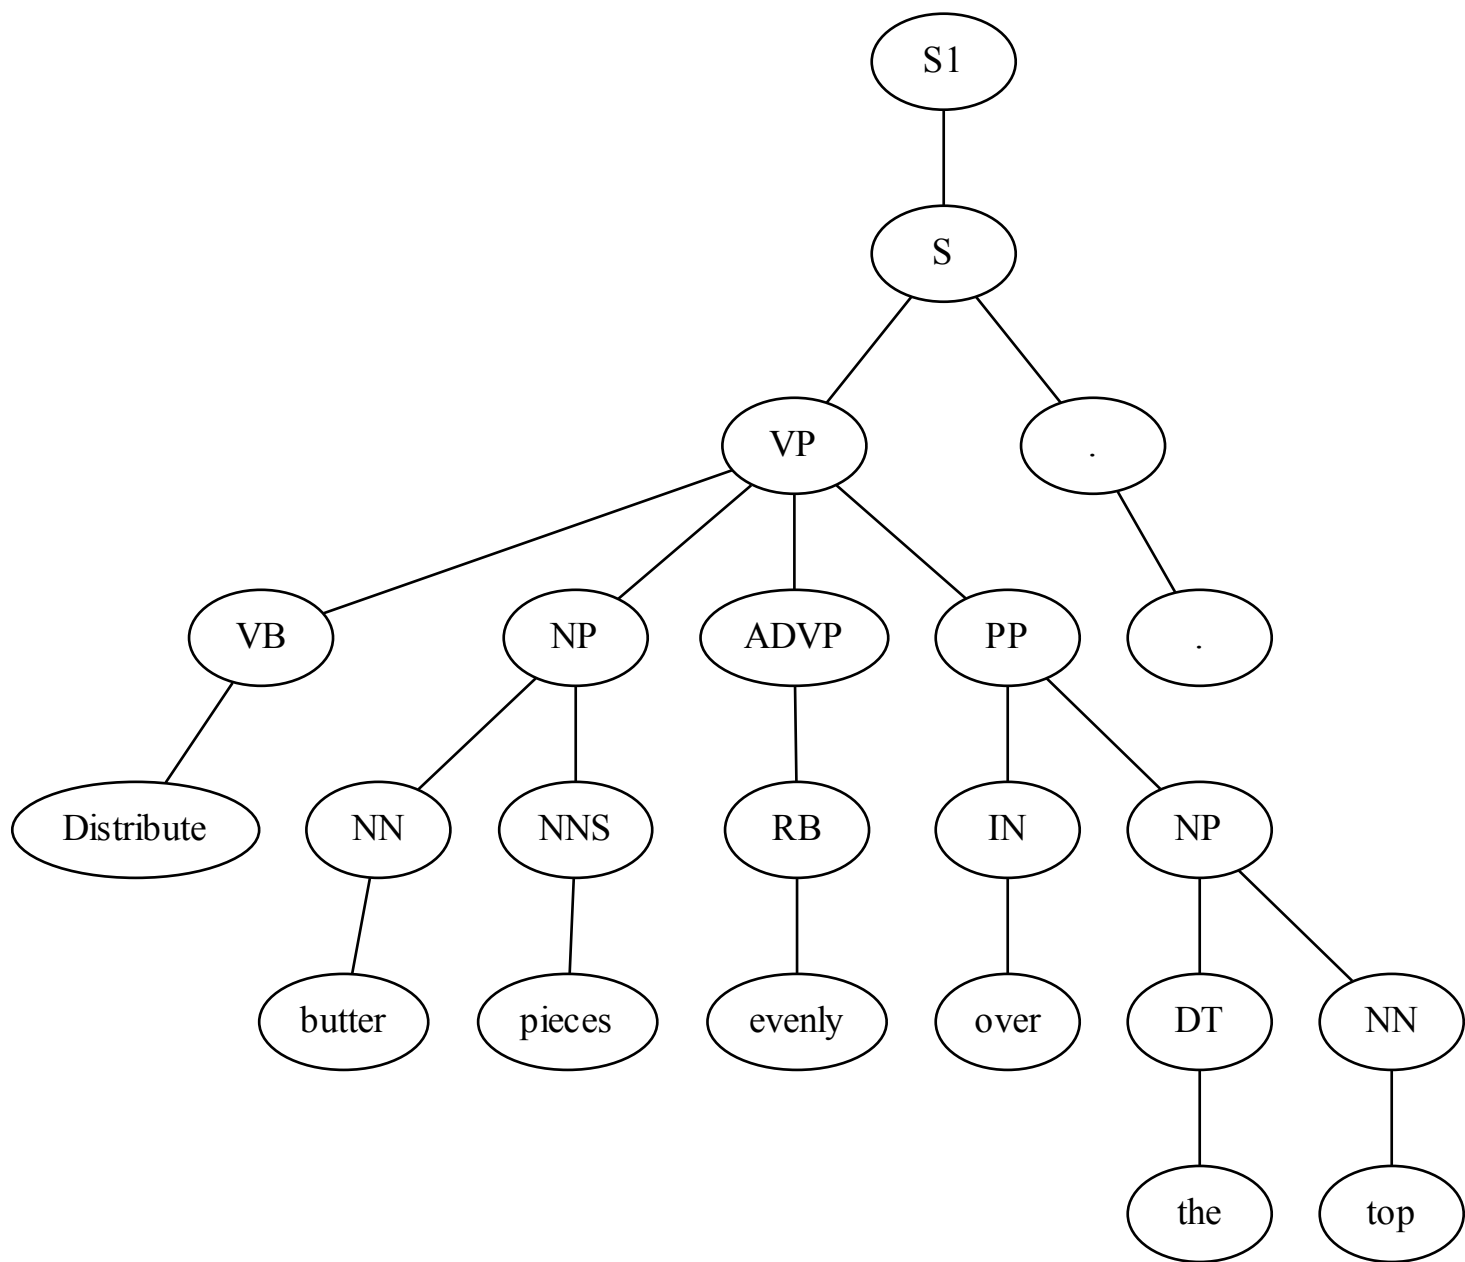 S1
S
VP .
VB NP ADVP PP .
Distribute NN NNS RB IN NP
butter pieces evenly over DT NN
the top